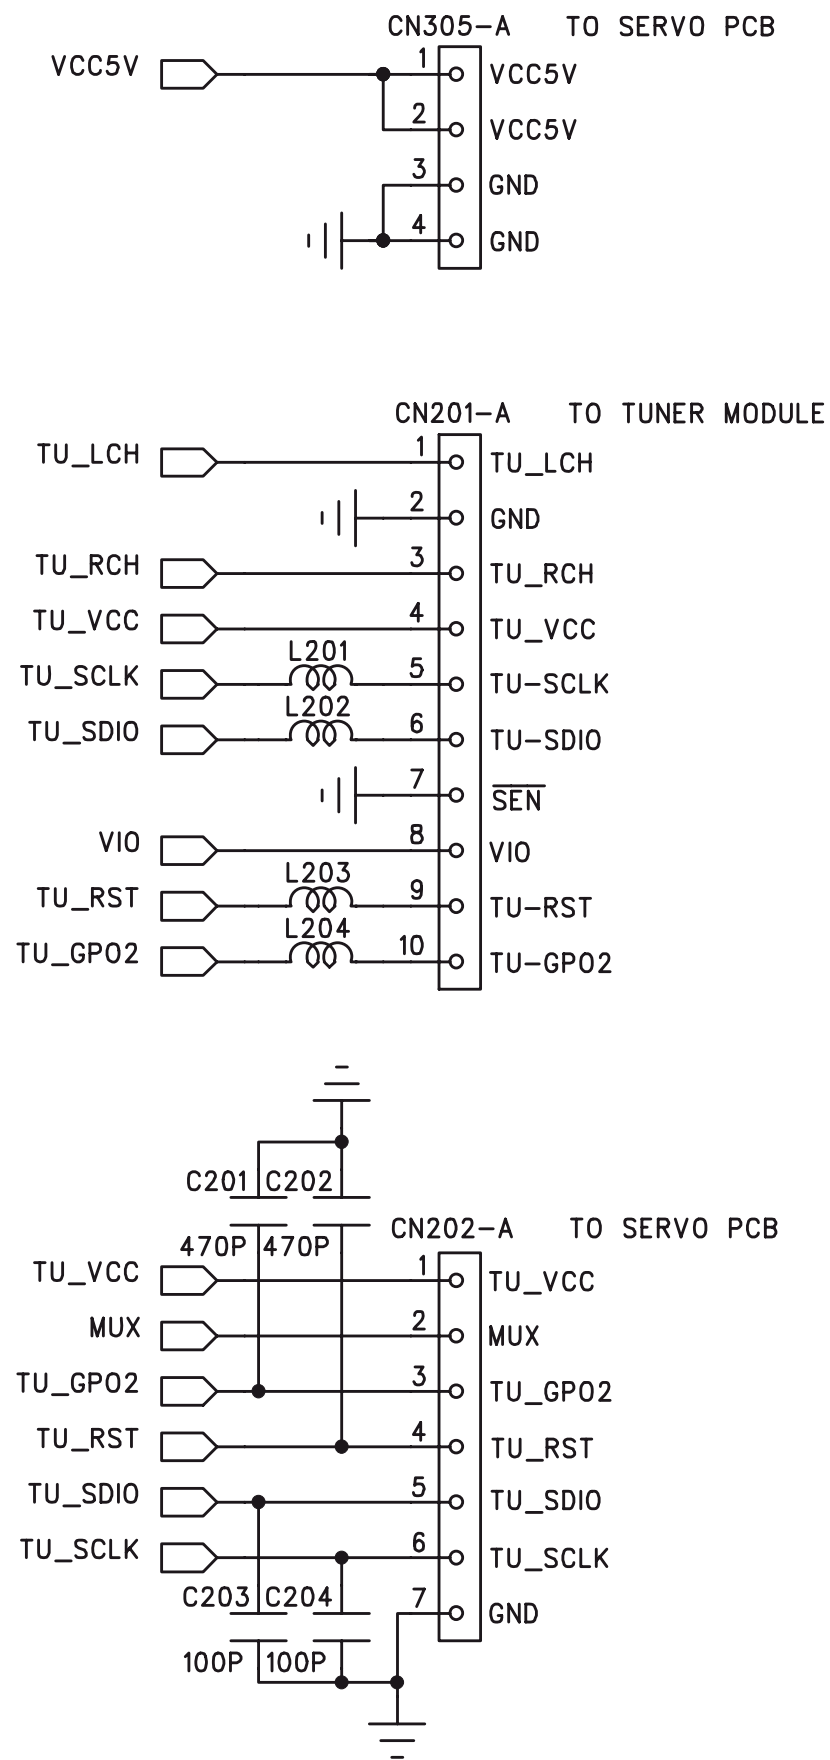 CN305-A TO SERVO PCB
VCC5V 1 VCC5V
2 VCC5V
3 GND
4 GND
CN201-A TO TUNER MODULE
TU_LCH 1 TU_LCH
2 GND
TU_RCH 3 TU_RCH
TU_VCC 4 TU_VCC
L201
TU_SCLK 5 TU-SCLK
L202
TU_SDIO 6 TU-SDIO
7 SEN
VIO 8 VIO
L203
TU_RST 9 TU-RST
L204
TU_GPO2 10 TU-GPO2
C201 C202
CN202-A TO SERVO PCB
470P 470P
TU_VCC 1 TU_VCC
MUX 2 MUX
TU_GPO2 3 TU_GPO2
TU_RST 4 TU_RST
TU_SDIO 5 TU_SDIO
TU_SCLK 6 TU_SCLK
C203 C204 7 GND
100P 100P